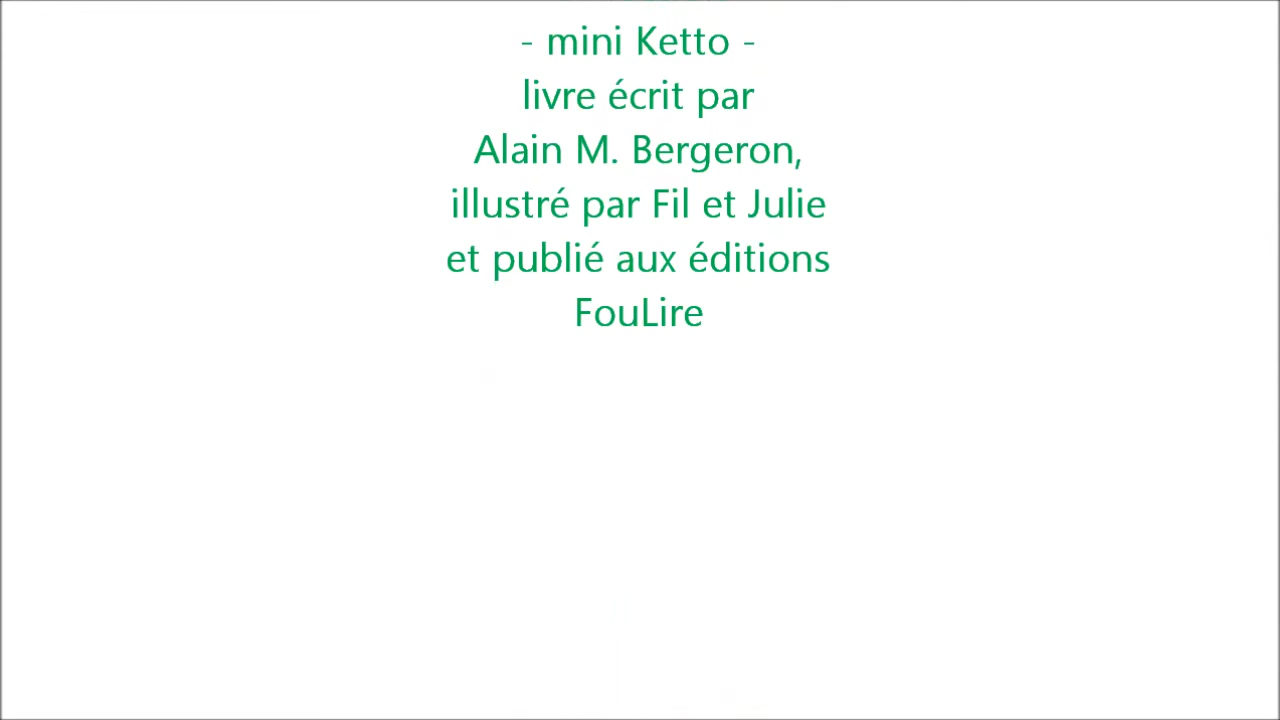 - mini Ketto -
livre écrit par
Alain M. Bergeron,
illustré par Fil et Julie
et publié aux éditions
FouLire